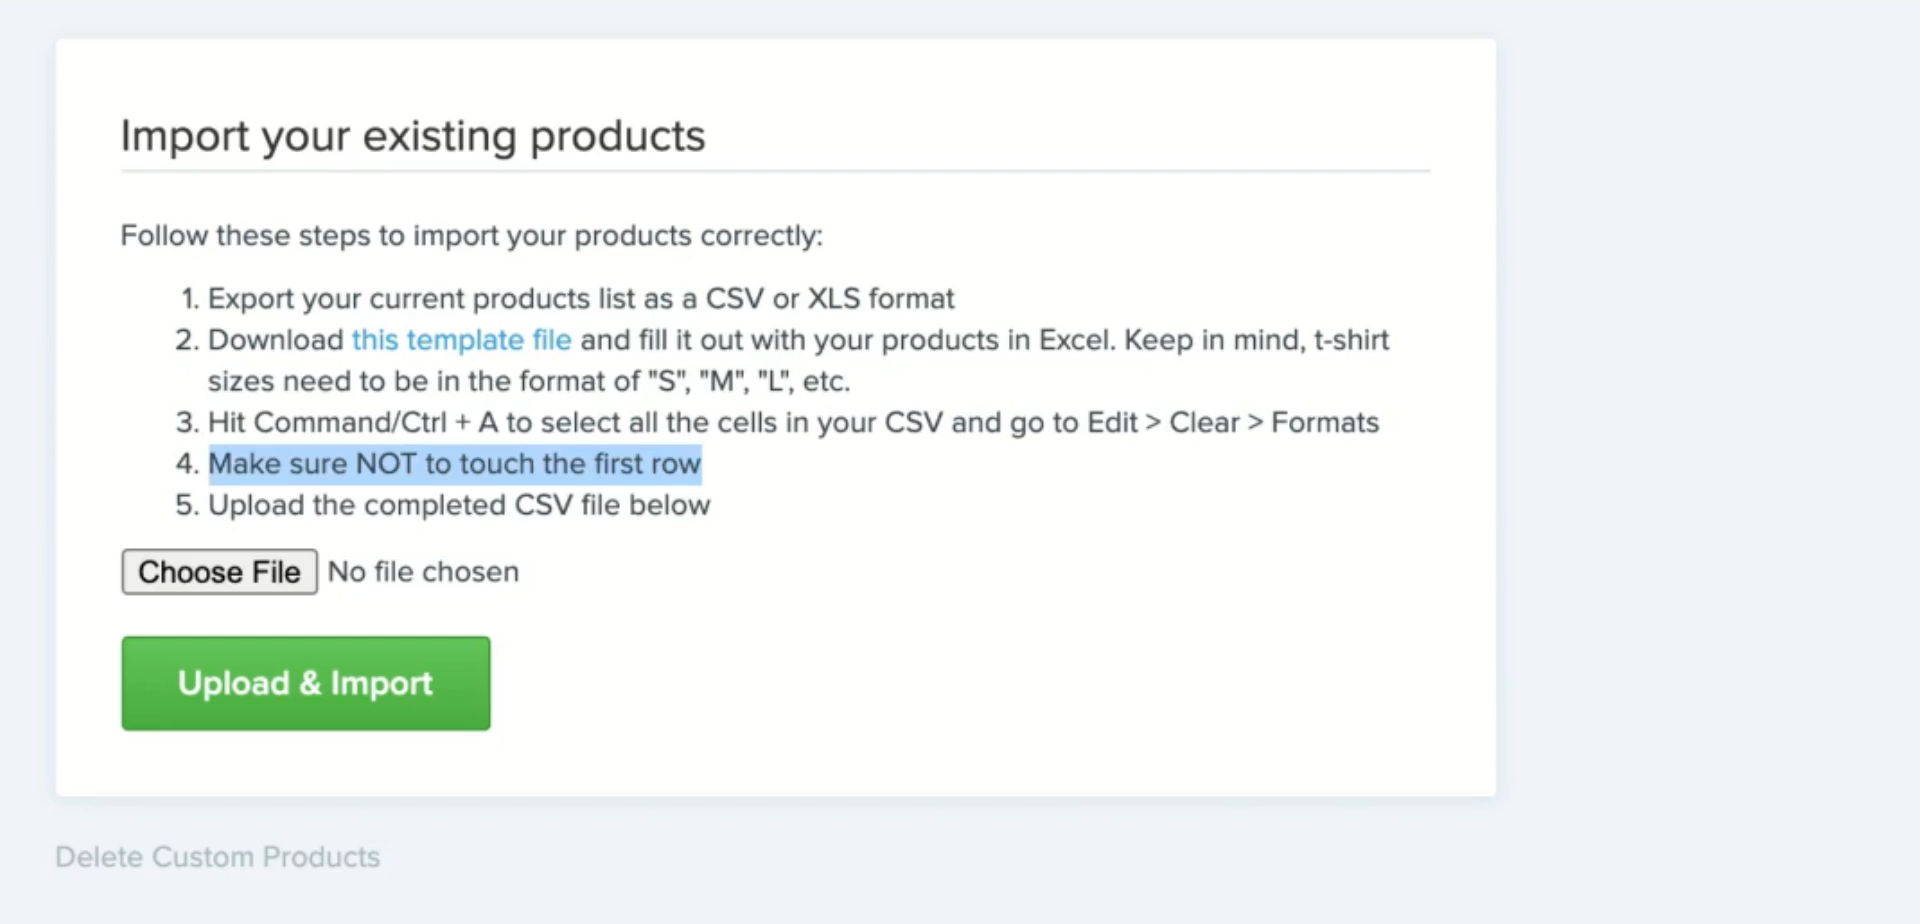 Import your existing products
Follow these steps to import your products correctly:
1. Export your current products list as a CSV or XLS format
2. Download this template file and fill it out with your products in Excel. Keep in mind, t-shirt
sizes need to be in the format of "S", "M", "L", etc.
3. Hit Command/Ctrl + A to select all the cells in your CSV and go to Edit > Clear > Formats
4. Make sure NOT to touch the first row
5. Upload the completed CSV file below
Choose File No file chosen
Upload & Import
Delete Custom Products